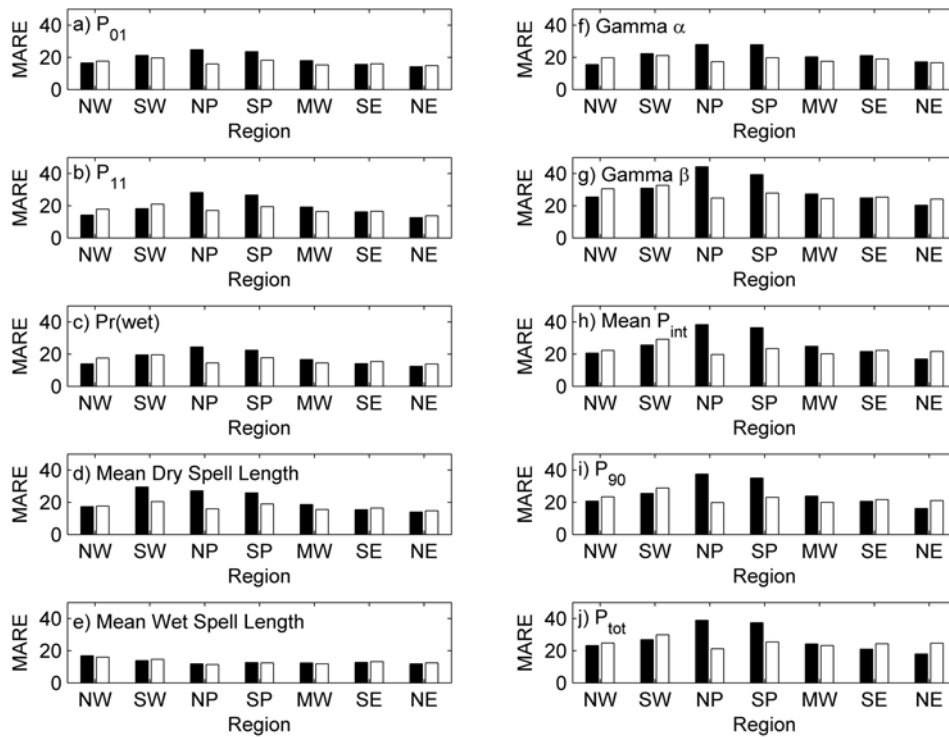 a) P01
MARE
40
20
0
NW SW NP SP MW SE NE
Region
b) P11
MARE
40
20
0
NW SW NP SP MW SE NE
Region
c) Pr(wet)
MARE
40
20
0
NW SW NP SP MW SE NE
Region
d) Mean Dry Spell Length
MARE
40
20
0
NW SW NP SP MW SE NE
Region
e) Mean Wet Spell Length
MARE
40
20
0
NW SW NP SP MW SE NE
Region
f) Gamma α
MARE
40
20
0
NW SW NP SP MW SE NE
Region
g) Gamma β
MARE
40
20
0
NW SW NP SP MW SE NE
Region
h) Mean Pint
MARE
40
20
0
NW SW NP SP MW SE NE
Region
i) P90
MARE
40
20
0
NW SW NP SP MW SE NE
Region
j) Ptot
MARE
40
20
0
NW SW NP SP MW SE NE
Region